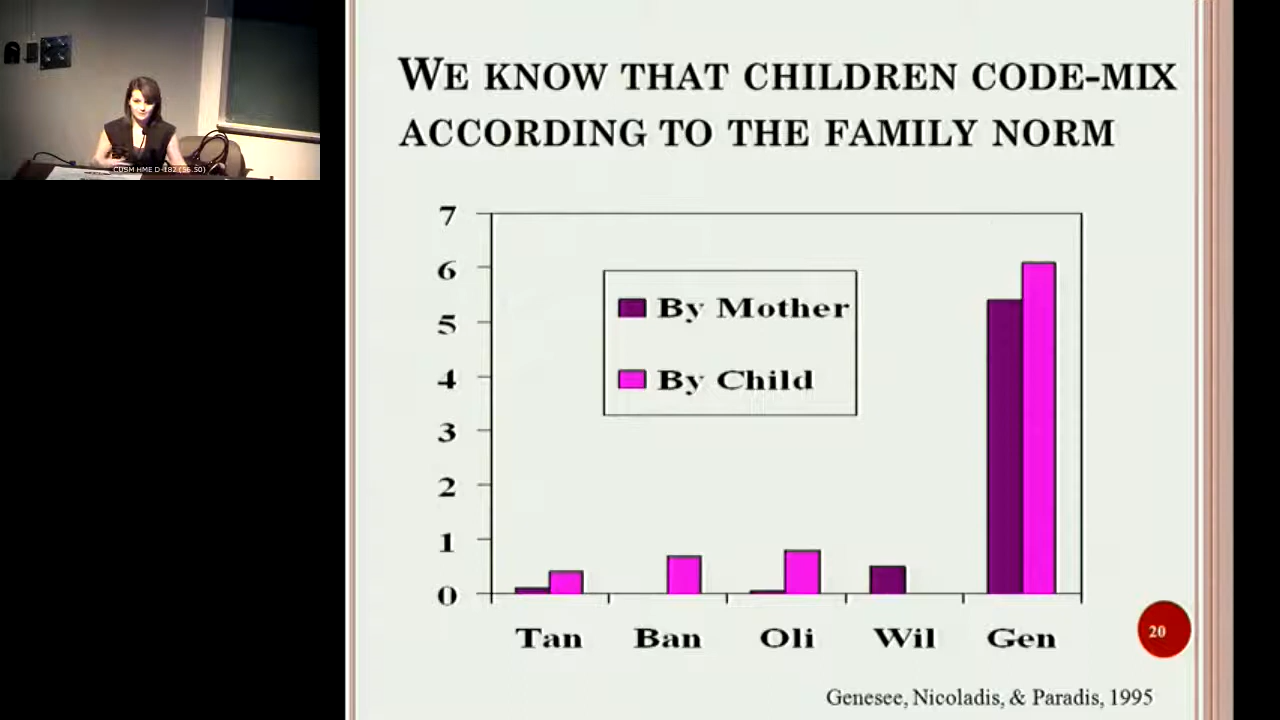 WE KNOW THAT CHILDREN CODE-MIX
ACCORDING TO THE FAMILY NORM
7
6
5
4
3
2
1
0
By Mother
By Child
Tan Ban Oli Wil Gen
20
Genesee, Nicoladis, & Paradis, 1995